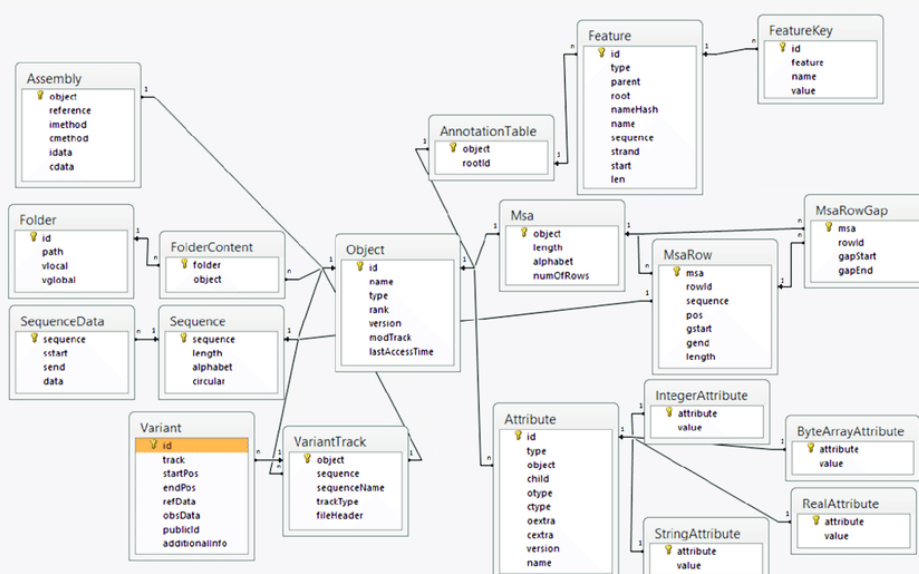 Assembly
object
reference
imethod
cmethod
idata
cdata
Folder
id
path
vlocal
vglobal
FolderContent
folder
object
SequenceData
sequence
sstart
send
data
Sequence
sequence
length
alphabet
circular
Variant
id
track
startPos
endPos
refData
obsData
publicId
additionalInfo
VariantTrack
object
sequence
sequenceName
trackType
fileHeader
Object
id
name
type
rank
version
modTrack
lastAccessTime
AnnotationTable
object
rootId
Feature
id
type
parent
root
nameHash
name
sequence
strand
start
len
FeatureKey
id
feature
name
value
Msa
object
length
alphabet
numOfRows
MsaRow
msa
rowId
sequence
pos
gstart
gend
length
MsaRowGap
msa
rowId
gapStart
gapEnd
Attribute
id
type
object
child
otype
ctype
oextra
cextra
version
name
IntegerAttribute
attribute
value
ByteArrayAttribute
attribute
value
RealAttribute
attribute
value
StringAttribute
attribute
value